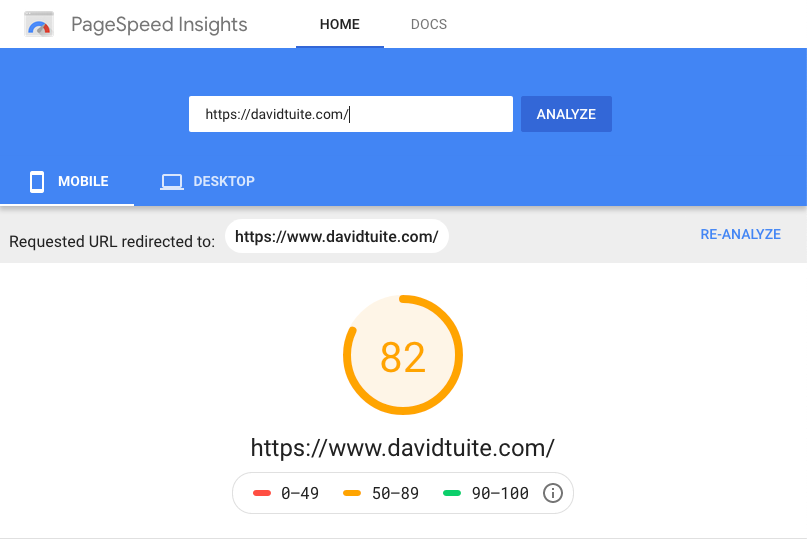 PageSpeed Insights HOME DOCS
https://davidtuite.com/ ANALYZE
MOBILE DESKTOP
Requested URL redirected to: https://www.davidtuite.com/ RE-ANALYZE
82
https://www.davidtuite.com/
0–49 50–89 90–100